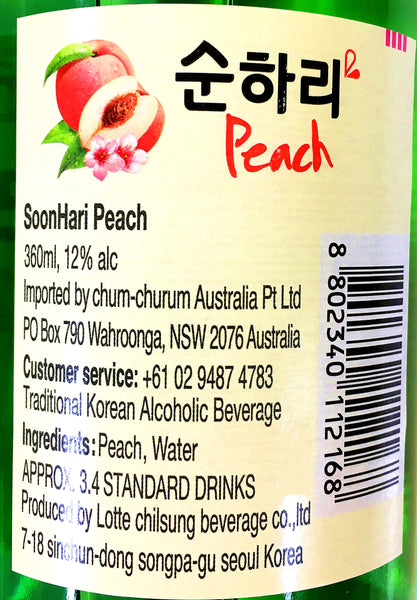 순하리
Peach
SoonHari Peach
360ml, 12% alc
Imported by chum-churum Australia Pt Ltd
PO Box 790 Wahroonga, NSW 2076 Australia
Customer service: +61 02 9487 4783
Traditional Korean Alcoholic Beverage
Ingredients: Peach, Water
APPROX. 3.4 STANDARD DRINKS
Produced by Lotte chilsung beverage co.,ltd
7-18 sinchun-dong songpa-gu seoul Korea
8 802340 112168